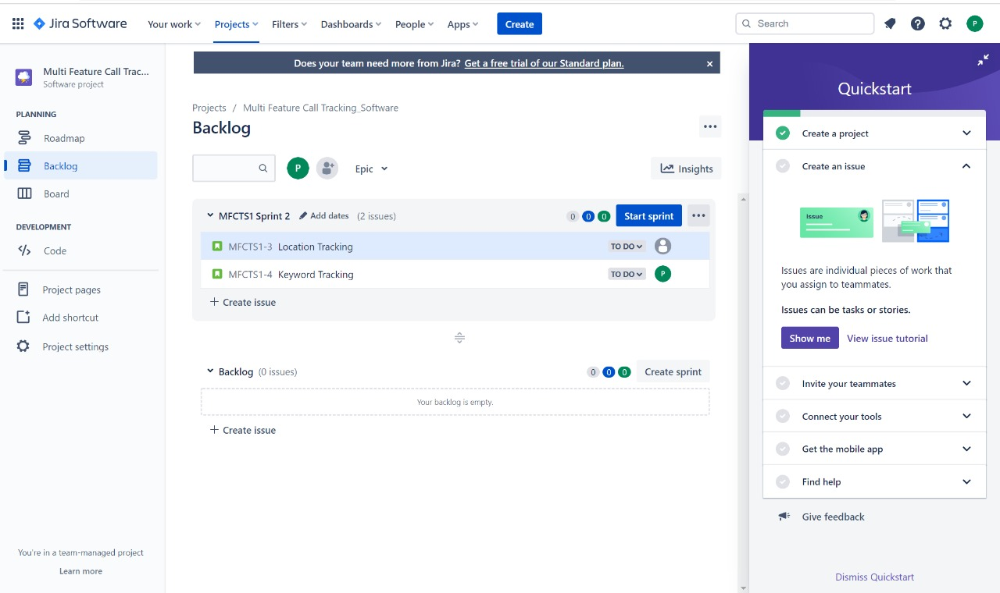 Jira Software
Your work
Projects
Filters
Dashboards
People
Apps
Create
Search
P
Multi Feature Call Trac...
Software project
PLANNING
Roadmap
Backlog
Board
DEVELOPMENT
Code
Project pages
Add shortcut
Project settings
You're in a team-managed project
Learn more
Does your team need more from Jira? Get a free trial of our Standard plan.
Projects / Multi Feature Call Tracking_Software
Backlog
P
Epic
Insights
MFCTS1 Sprint 2 Add dates (2 issues) 0 0 0 Start sprint
MFCTS1-3 Location Tracking TO DO
MFCTS1-4 Keyword Tracking TO DO P
+ Create issue
Backlog (0 issues) 0 0 0 Create sprint
Your backlog is empty.
+ Create issue
Quickstart
Create a project
Create an issue
Issue
Issues are individual pieces of work that
you assign to teammates.
Issues can be tasks or stories.
Show me View issue tutorial
Invite your teammates
Connect your tools
Get the mobile app
Find help
Give feedback
Dismiss Quickstart